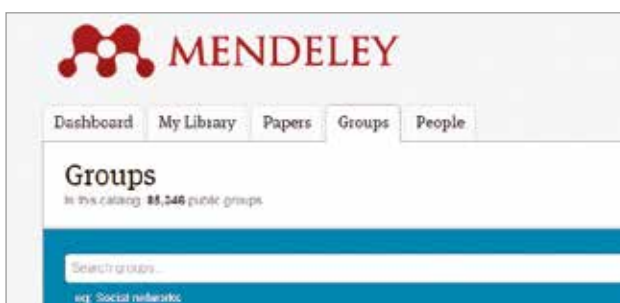 MENDELEY
Dashboard My Library Papers Groups People
Groups
In this catalog 85,346 public groups
Search groups...
eg: Social networks